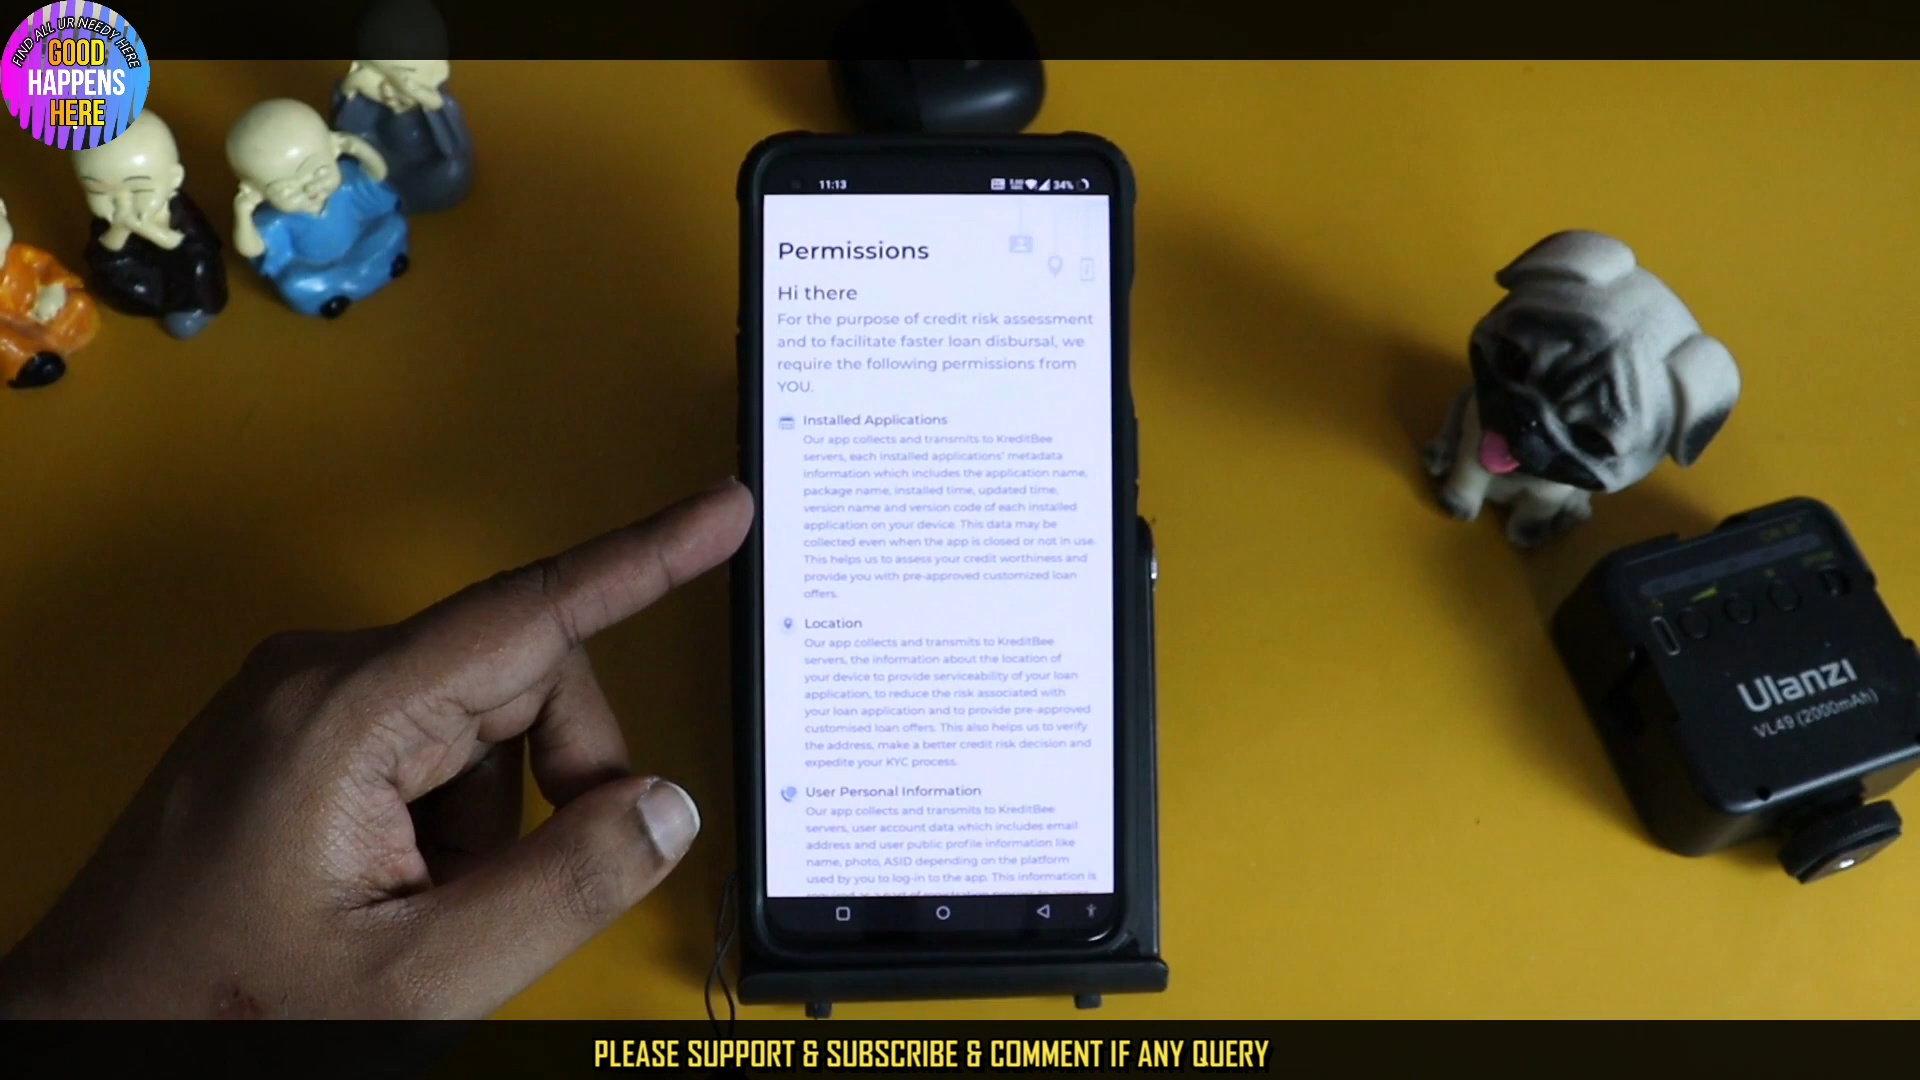 FIND ALL UR NEEDY HERE
GOOD
HAPPENS
HERE
11:13
34%
Permissions
Hi there
For the purpose of credit risk assessment
and to facilitate faster loan disbursal, we
require the following permissions from
YOU.
Installed Applications
Our app collects and transmits to KreditBee
servers, each installed applications' metadata
information which includes the application name,
package name, installed time, updated time,
version name and version code of each installed
application on your device. This data may be
collected even when the app is closed or not in use.
This helps us to assess your credit worthiness and
provide you with pre-approved customized loan
offers.
Location
Our app collects and transmits to KreditBee
servers, the information about the location of
your device to provide serviceability of your loan
application, to reduce the risk associated with
your loan application and to provide pre-approved
customised loan offers. This also helps us to verify
the address, make a better credit risk decision and
expedite your KYC process.
User Personal Information
Our app collects and transmits to KreditBee
servers, user account data which includes email
address and user public profile information like
name, photo, ASID depending on the platform
used by you to log-in to the app. This information is
Ulanzi
VL49 (2000mAh)
PLEASE SUPPORT & SUBSCRIBE & COMMENT IF ANY QUERY